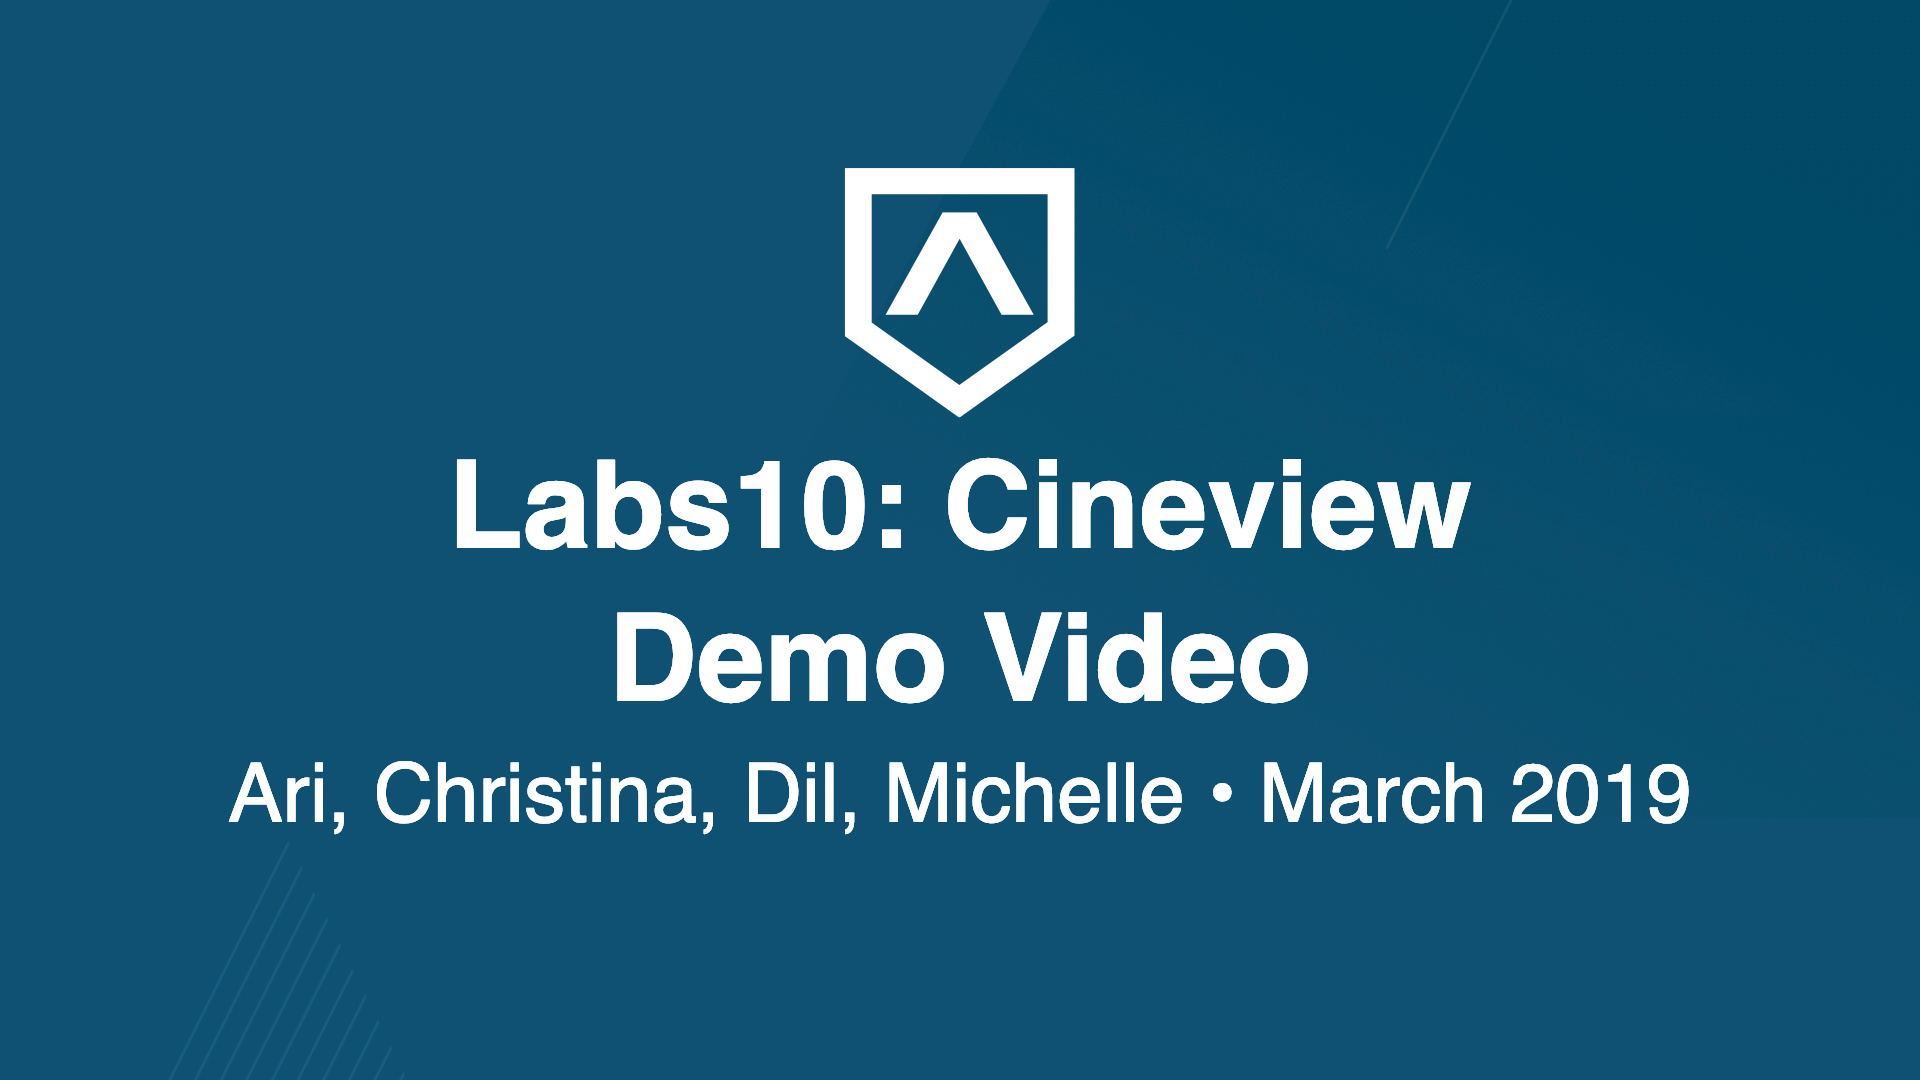 Labs10: Cineview
Demo Video
Ari, Christina, Dil, Michelle • March 2019